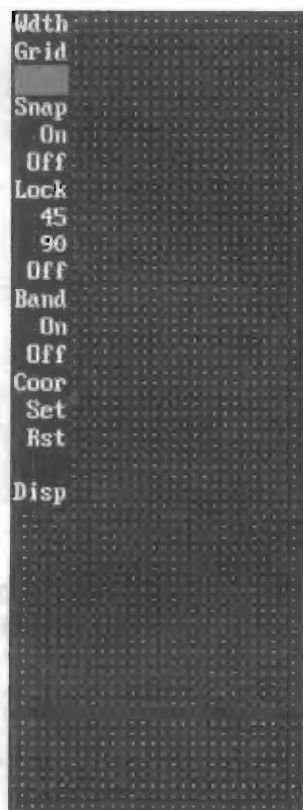 Wdth
Grid
Snap
On
Off
Lock
45
90
Off
Band
On
Off
Coor
Set
Rst
Disp